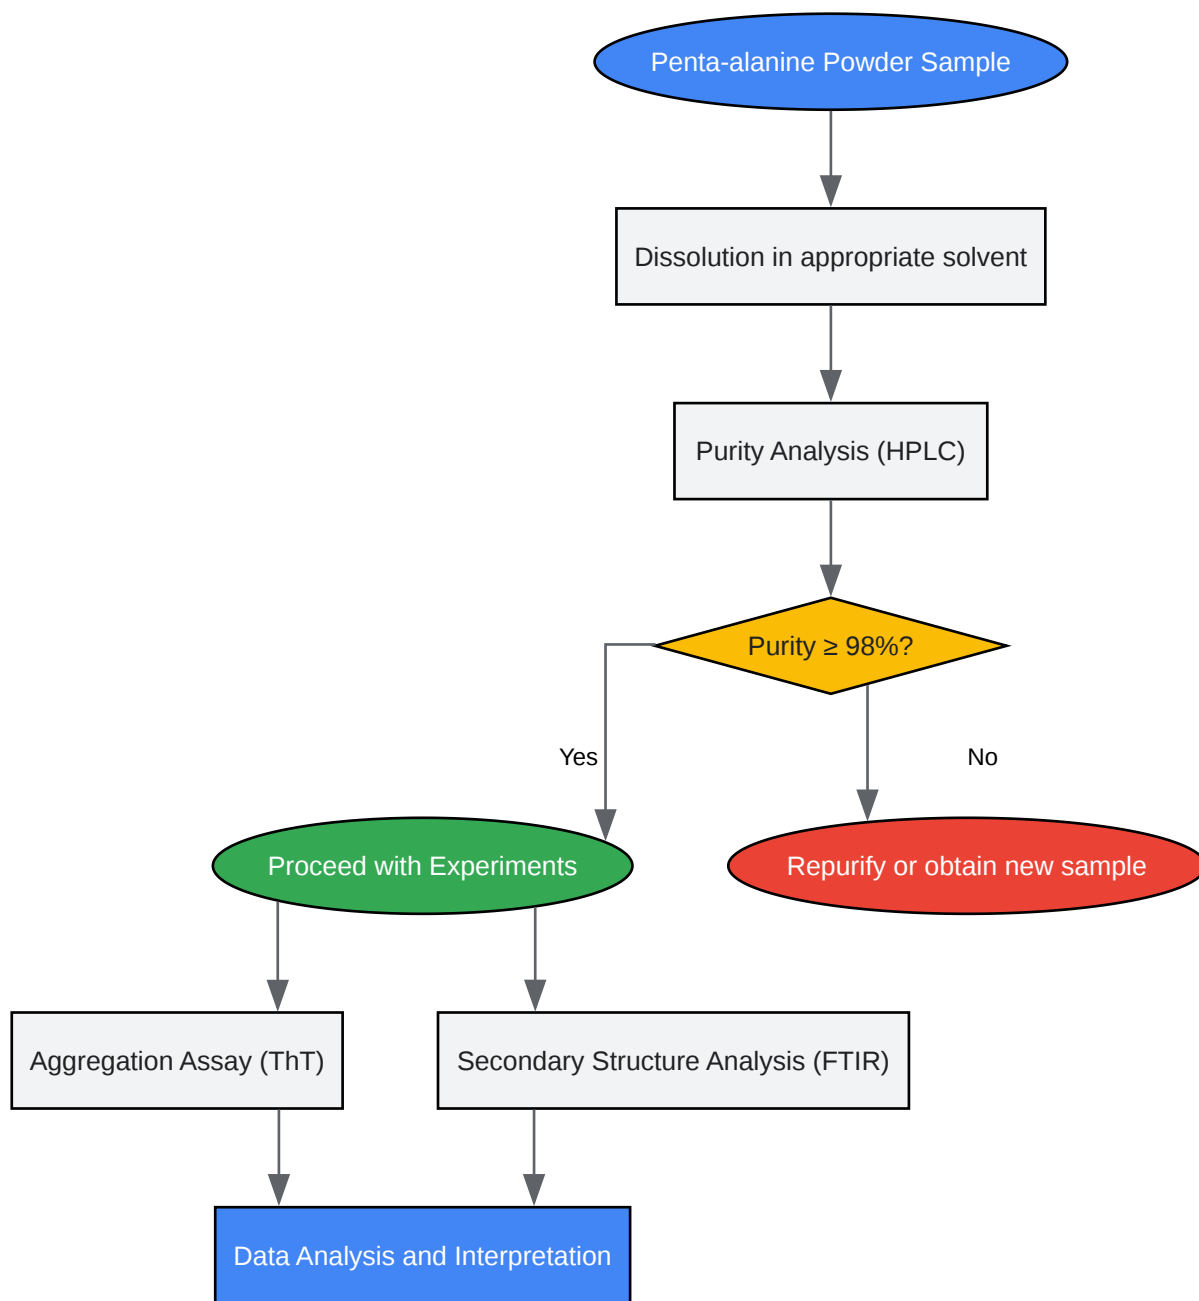 Penta-alanine Powder Sample
Dissolution in appropriate solvent
Purity Analysis (HPLC)
Purity ≥ 98%?
Yes
No
Proceed with Experiments
Repurify or obtain new sample
Aggregation Assay (ThT)
Secondary Structure Analysis (FTIR)
Data Analysis and Interpretation